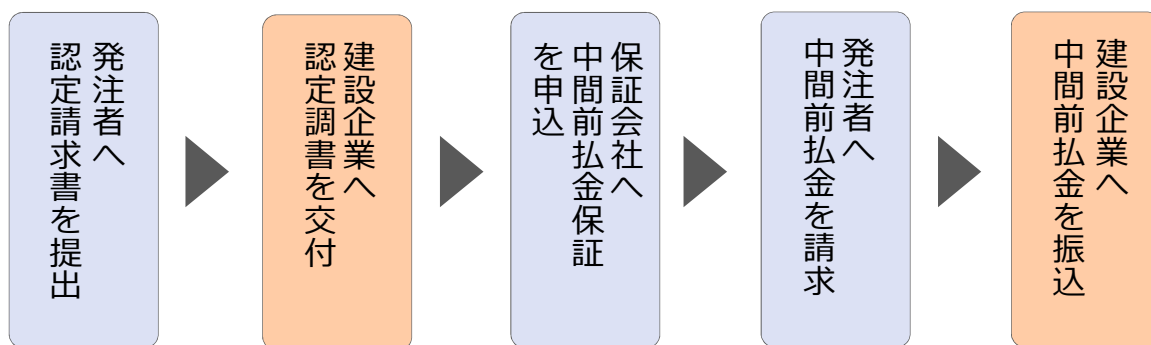 発注者へ
認定請求書を提出
建設企業へ
認定調書を交付
保証会社へ
中間前払金保証
を申込
発注者へ
中間前払金を請求
建設企業へ
中間前払金を振込